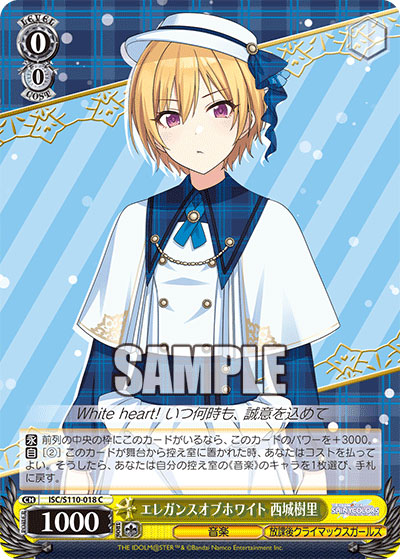 LEVEL
0
0
COST
SAMPLE
White heart! いつ何時も、誠意を込めて
永 前列の中央の枠にこのカードがいるなら、このカードのパワーを+3000。
自 [②] このカードが舞台から控え室に置かれた時、あなたはコストを払って
よい。そうしたら、あなたは自分の控え室の《音楽》のキャラを1枚選び、手札
に戻す。
CH ISC/S110-018 C
エレガンスオブホワイト 西城樹里
SHINYCOLORS
POWER
1000
音楽
放課後クライマックスガールズ
THE IDOLM@STER™ &©Bandai Namco Entertainment Inc.